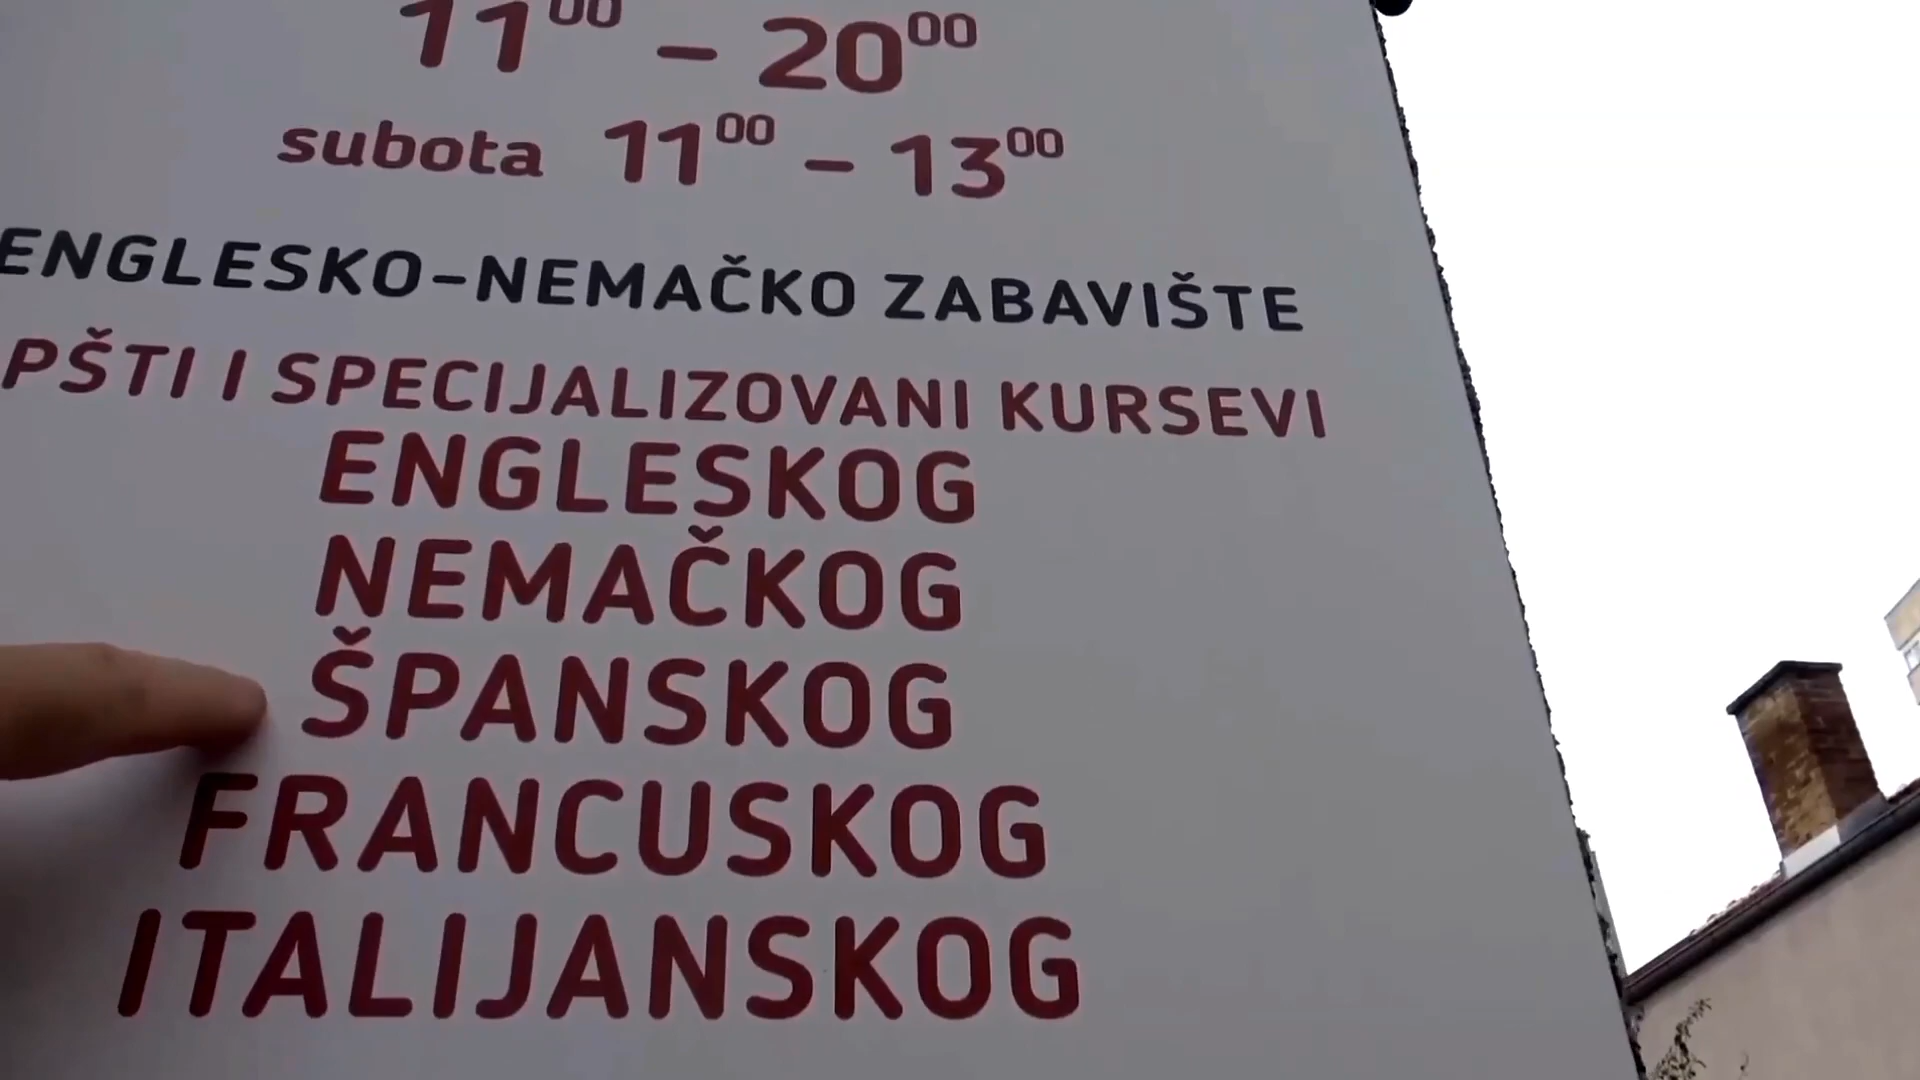 11⁰⁰ – 20⁰⁰
subota 11⁰⁰ – 13⁰⁰
ENGLESKO-NEMAČKO ZABAVIŠTE
PŠTI I SPECIJALIZOVANI KURSEVI
ENGLESKOG
NEMAČKOG
ŠPANSKOG
FRANCUSKOG
ITALIJANSKOG